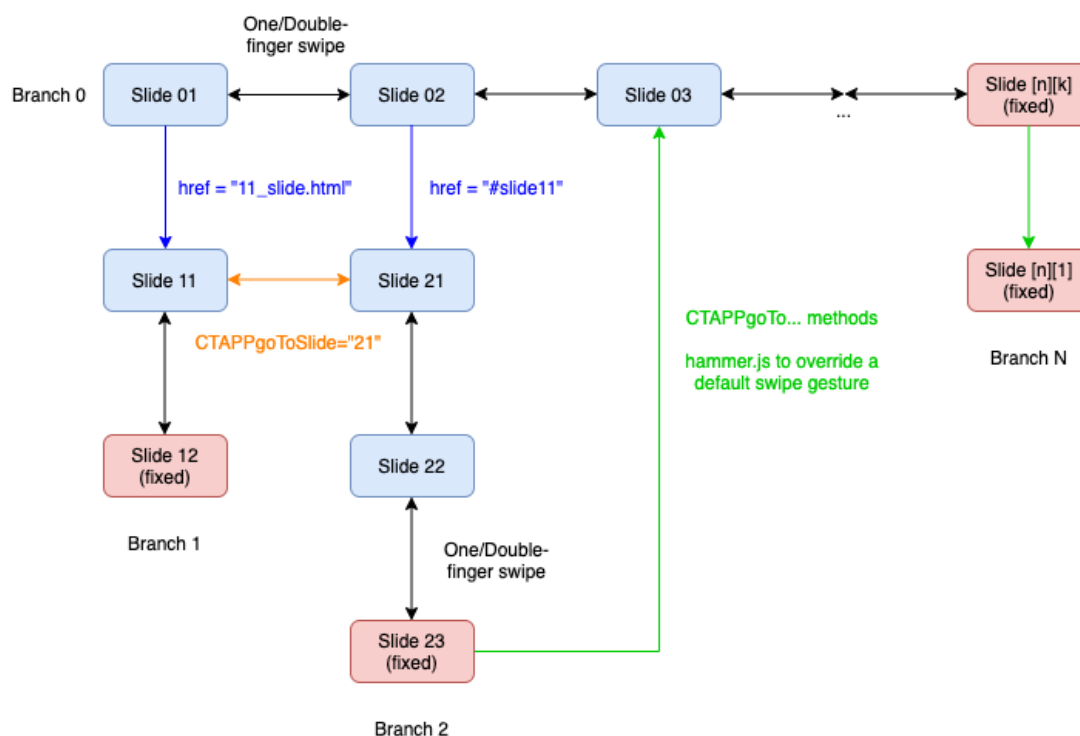 One/Double-
finger swipe
Branch 0
Slide 01
Slide 02
Slide 03
...
Slide [n][k]
(fixed)
href = "11_slide.html"
href = "#slide11"
Slide 11
Slide 21
Slide [n][1]
(fixed)
CTAPPgoToSlide="21"
CTAPPgoTo... methods
hammer.js to override a
default swipe gesture
Branch N
Slide 12
(fixed)
Slide 22
Branch 1
One/Double-
finger swipe
Slide 23
(fixed)
Branch 2